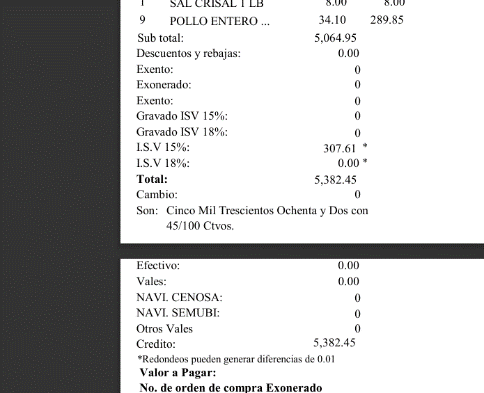 1 SAL CRISAL 1 LB 8.00 8.00
9 POLLO ENTERO ... 34.10 289.85
Sub total: 5,064.95
Descuentos y rebajas: 0.00
Exento: 0
Exonerado: 0
Exento: 0
Gravado ISV 15%: 0
Gravado ISV 18%: 0
I.S.V 15%: 307.61 *
I.S.V 18%: 0.00 *
Total: 5,382.45
Cambio: 0
Son: Cinco Mil Trescientos Ochenta y Dos con
45/100 Ctvos.
Efectivo: 0.00
Vales: 0.00
NAVI. CENOSA: 0
NAVI. SEMUBI: 0
Otros Vales 0
Credito: 5,382.45
*Redondeos pueden generar diferencias de 0.01
Valor a Pagar:
No. de orden de compra Exonerado